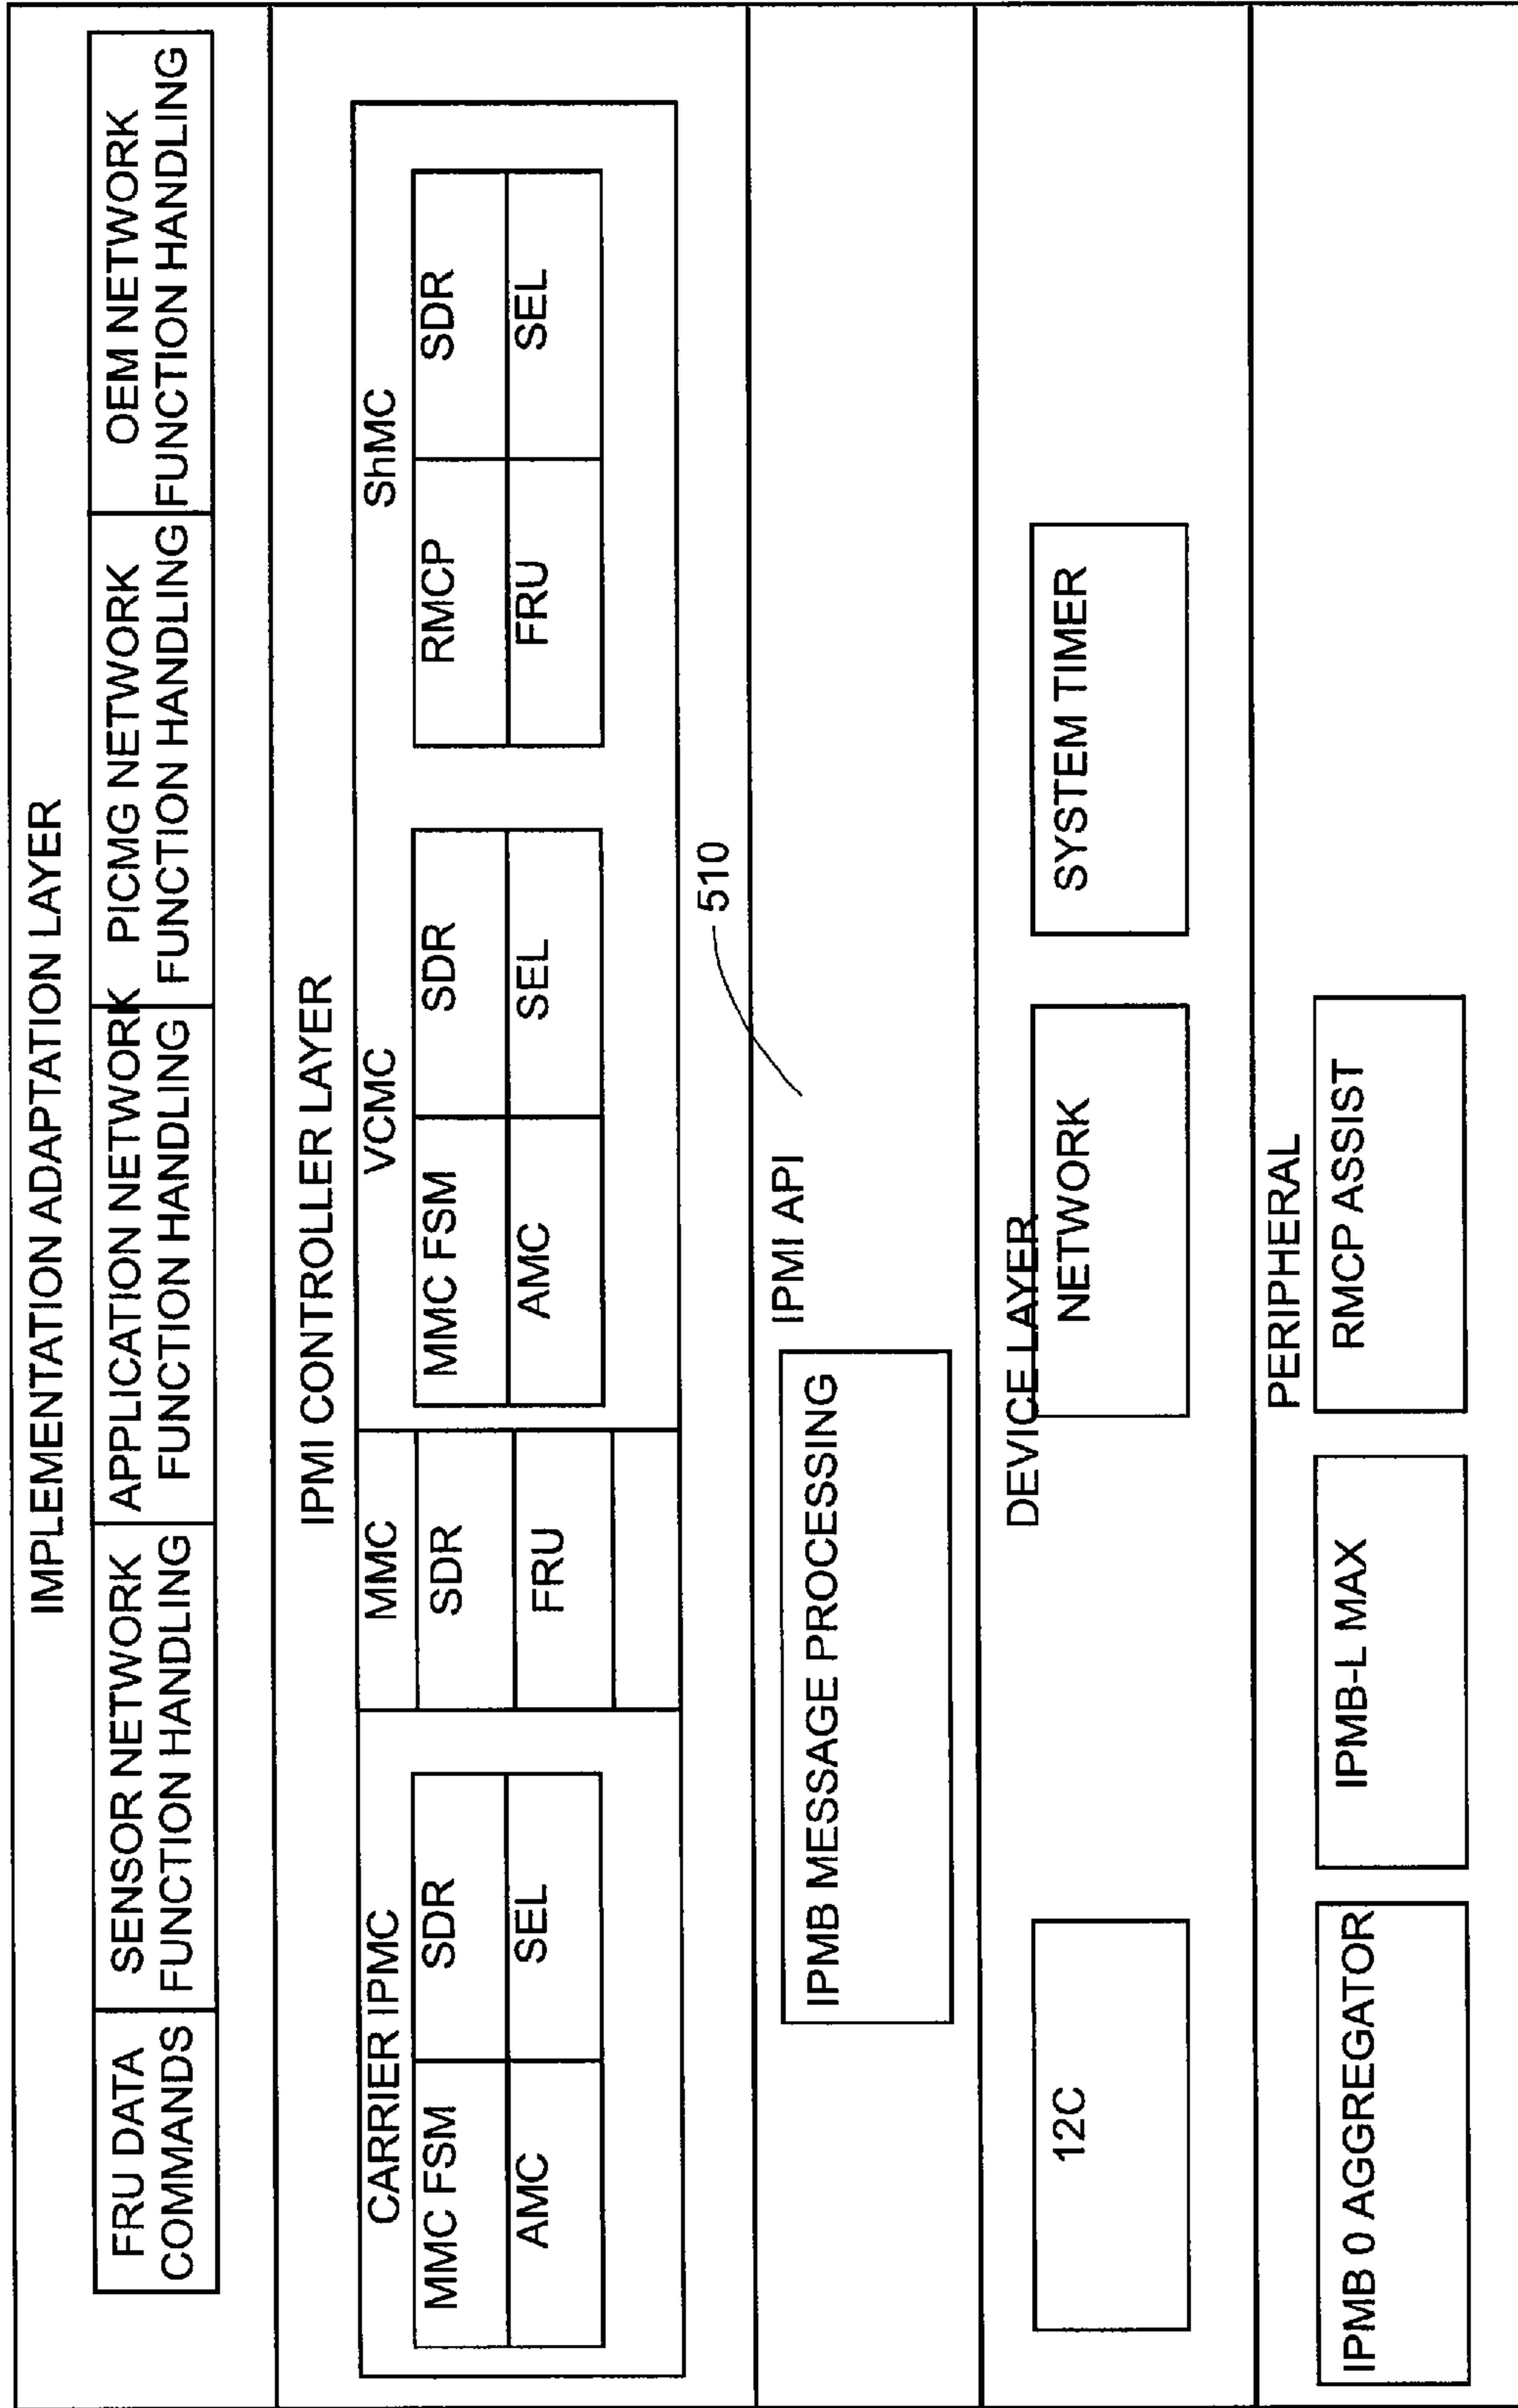 IMPLEMENTATION ADAPTATION LAYER
FRU DATA
COMMANDS
SENSOR NETWORK
FUNCTION HANDLING
APPLICATION NETWORK
FUNCTION HANDLING
PICMG NETWORK
FUNCTION HANDLING
OEM NETWORK
FUNCTION HANDLING
IPMI CONTROLLER LAYER
CARRIER IPMC
MMC FSM
SDR
AMC
SEL
MMC
SDR
FRU
VCMC
MMC FSM
SDR
AMC
SEL
ShMC
RMCP
SDR
FRU
SEL
510
IPMI API
IPMB MESSAGE PROCESSING
DEVICE LAYER
12C
NETWORK
SYSTEM TIMER
PERIPHERAL
IPMB 0 AGGREGATOR
IPMB-L MAX
RMCP ASSIST